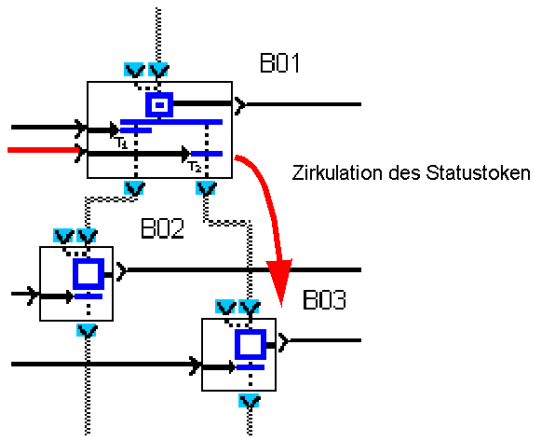 B01
T1
T2
Zirkulation des Statustoken
B02
B03